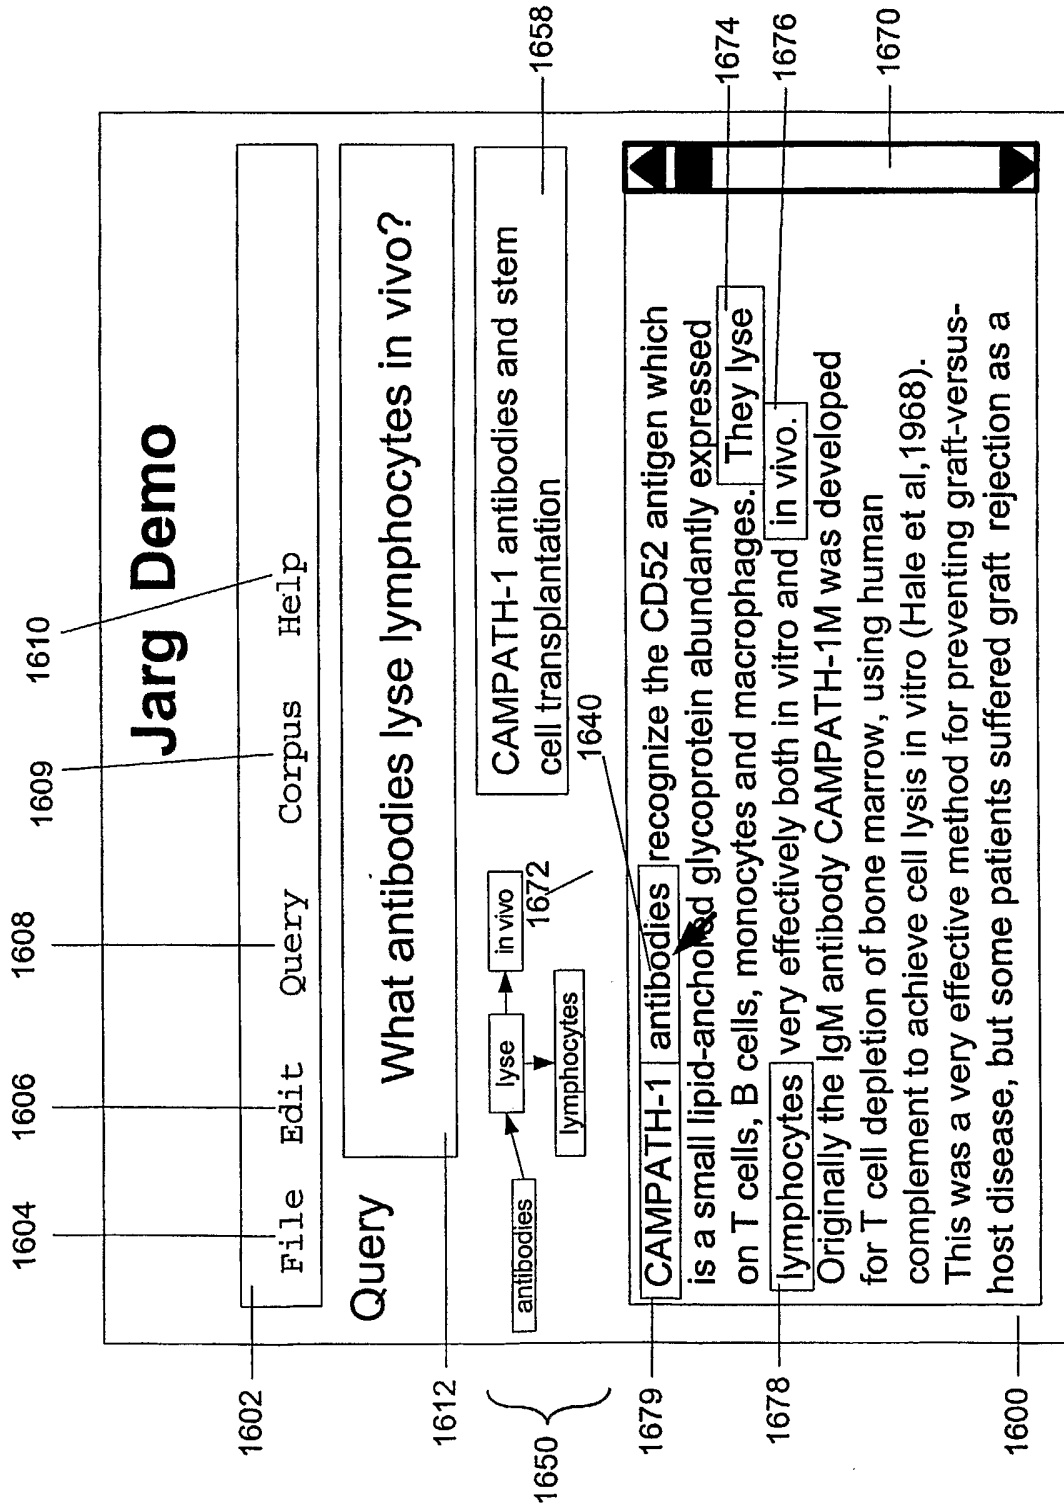 1604 1606 1608 1609 1610
Jarg Demo
1602
File Edit Query Corpus Help
Query
What antibodies lyse lymphocytes in vivo?
1612
1650
antibodies
lyse
in vivo
lymphocytes
1672
1640
CAMPATH-1 antibodies and stem
cell transplantation
1658
1679
CAMPATH-1 antibodies recognize the CD52 antigen which
is a small lipid-anchored glycoprotein abundantly expressed
on T cells, B cells, monocytes and macrophages. They lyse
lymphocytes very effectively both in vitro and in vivo.
Originally the IgM antibody CAMPATH-1M was developed
for T cell depletion of bone marrow, using human
complement to achieve cell lysis in vitro (Hale et al,1968).
This was a very effective method for preventing graft-versus-
host disease, but some patients suffered graft rejection as a
1674
1676
1670
1678
1600